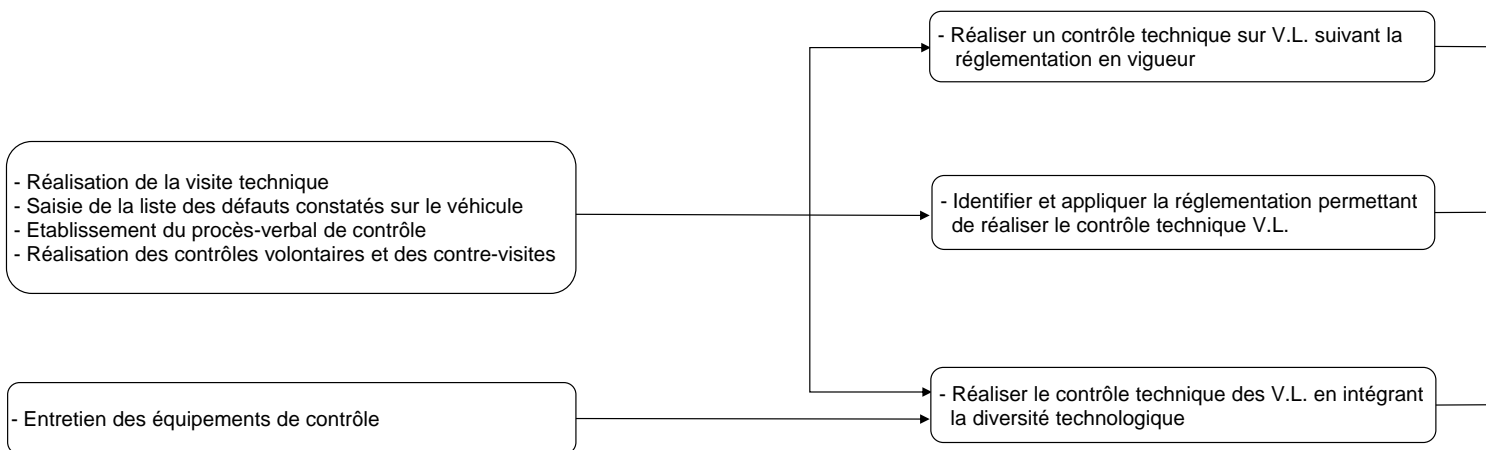 - Réalisation de la visite technique
- Saisie de la liste des défauts constatés sur le véhicule
- Etablissement du procès-verbal de contrôle
- Réalisation des contrôles volontaires et des contre-visites
- Entretien des équipements de contrôle
- Réaliser un contrôle technique sur V.L. suivant la
réglementation en vigueur
- Identifier et appliquer la réglementation permettant
de réaliser le contrôle technique V.L.
- Réaliser le contrôle technique des V.L. en intégrant
la diversité technologique